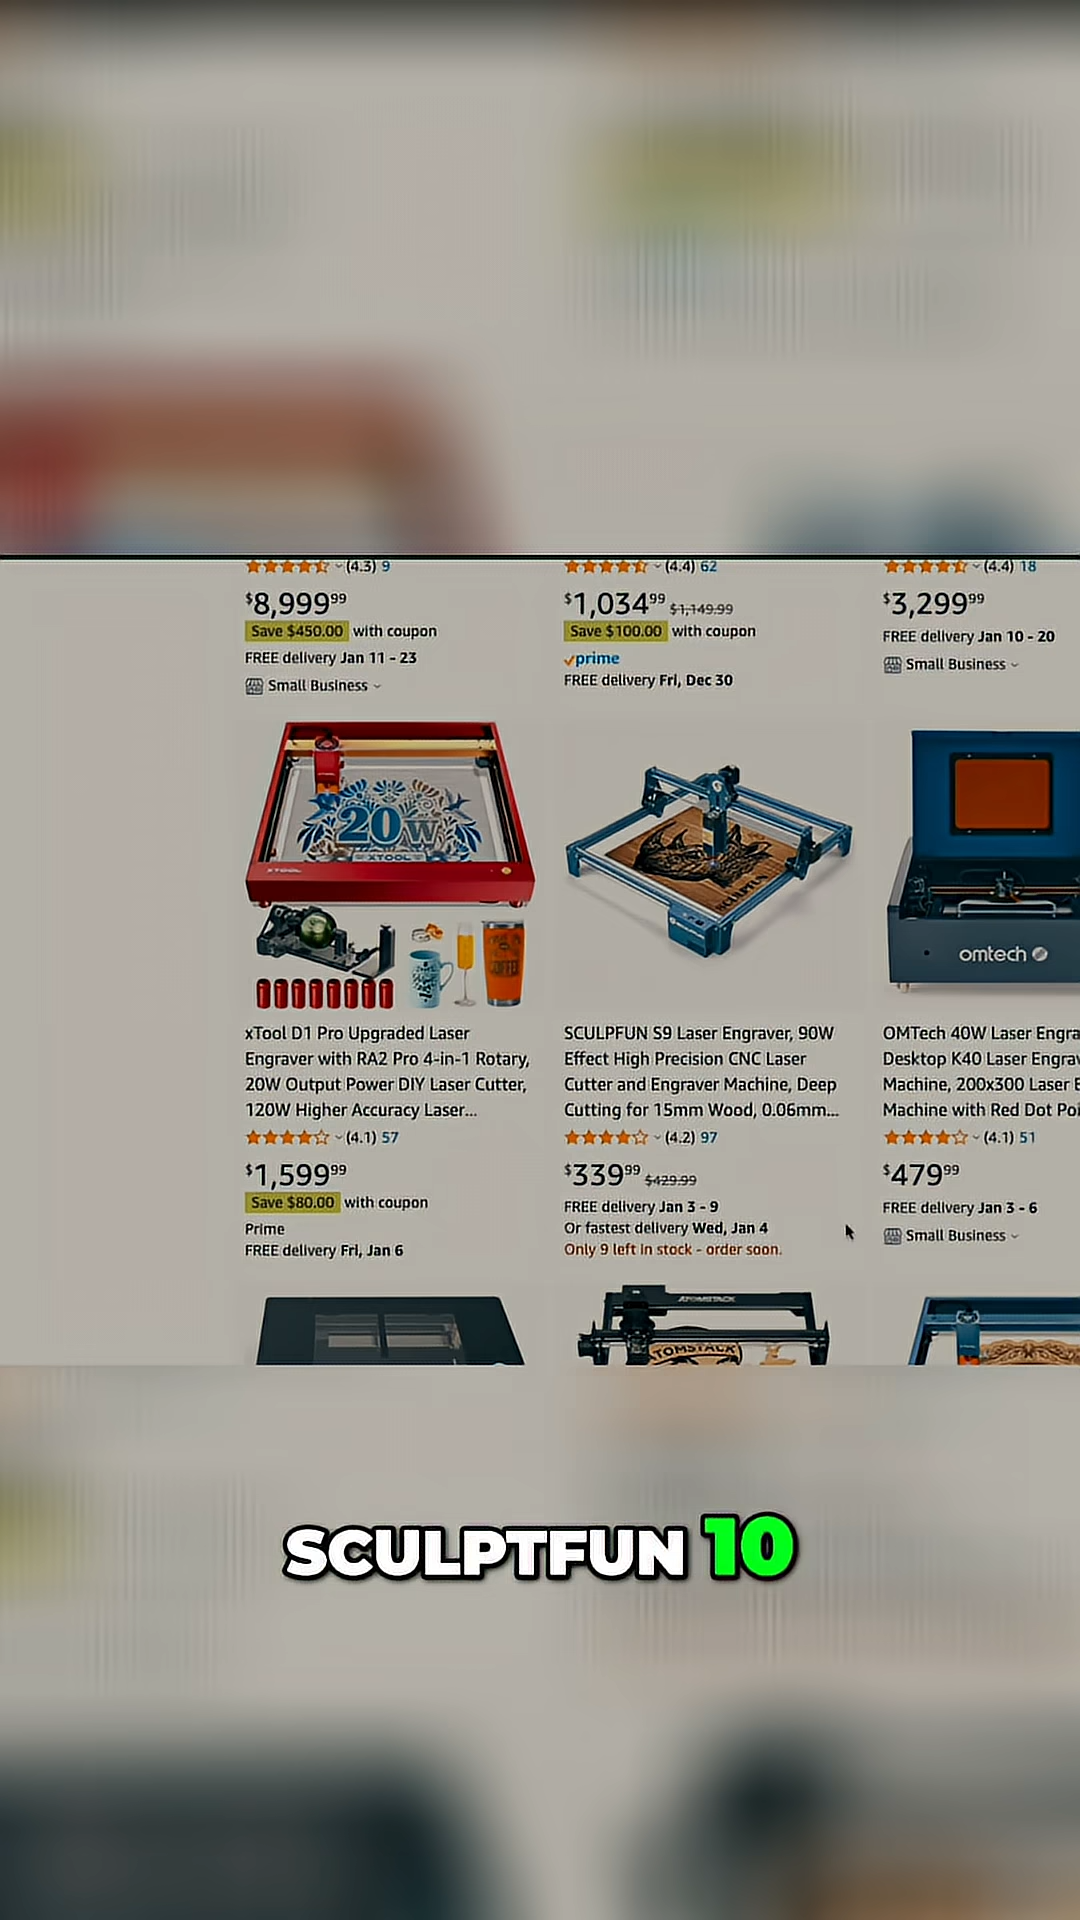 (4.3) 9
$8,999.99
Save $450.00 with coupon
FREE delivery Jan 11 - 23
Small Business
(4.4) 62
$1,034.99 $1,149.99
Save $100.00 with coupon
prime
FREE delivery Fri, Dec 30
(4.4) 18
$3,299.99
FREE delivery Jan 10 - 20
Small Business
20W
XTOOL
XTOOL
COFFEE
xTool D1 Pro Upgraded Laser
Engraver with RA2 Pro 4-in-1 Rotary,
20W Output Power DIY Laser Cutter,
120W Higher Accuracy Laser...
(4.1) 57
$1,599.99
Save $80.00 with coupon
Prime
FREE delivery Fri, Jan 6
SCULPFUN
SCULPFUN S9 Laser Engraver, 90W
Effect High Precision CNC Laser
Cutter and Engraver Machine, Deep
Cutting for 15mm Wood, 0.06mm...
(4.2) 97
$339.99 $429.99
FREE delivery Jan 3 - 9
Or fastest delivery Wed, Jan 4
Only 9 left in stock - order soon.
omtech
OMTech 40W Laser Engra
Desktop K40 Laser Engrav
Machine, 200x300 Laser E
Machine with Red Dot Poi
(4.1) 51
$479.99
FREE delivery Jan 3 - 6
Small Business
ATOMSTACK
TOMSTACK
SCULPTFUN 10